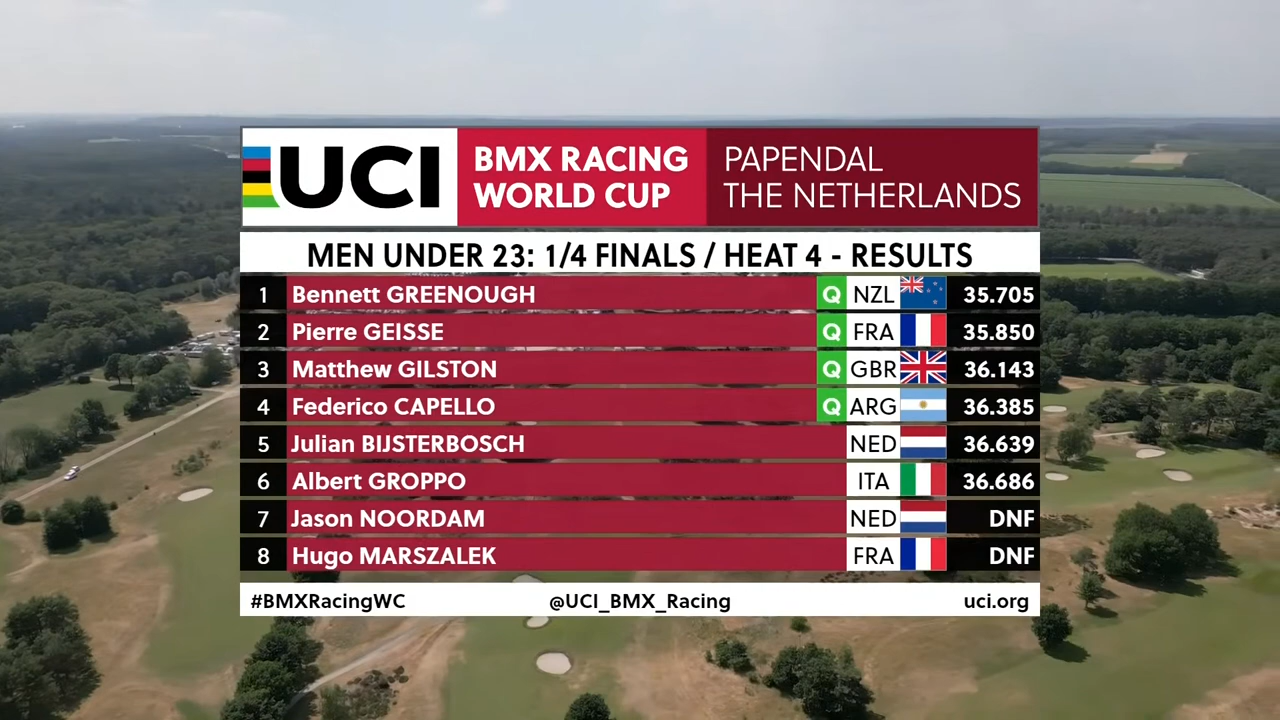 UCI
BMX RACING
WORLD CUP
PAPENDAL
THE NETHERLANDS
MEN UNDER 23: 1/4 FINALS / HEAT 4 - RESULTS
1 Bennett GREENOUGH Q NZL 35.705
2 Pierre GEISSE Q FRA 35.850
3 Matthew GILSTON Q GBR 36.143
4 Federico CAPELLO Q ARG 36.385
5 Julian BIJSTERBOSCH NED 36.639
6 Albert GROPPO ITA 36.686
7 Jason NOORDAM NED DNF
8 Hugo MARSZALEK FRA DNF
#BMXRacingWC @UCI_BMX_Racing uci.org